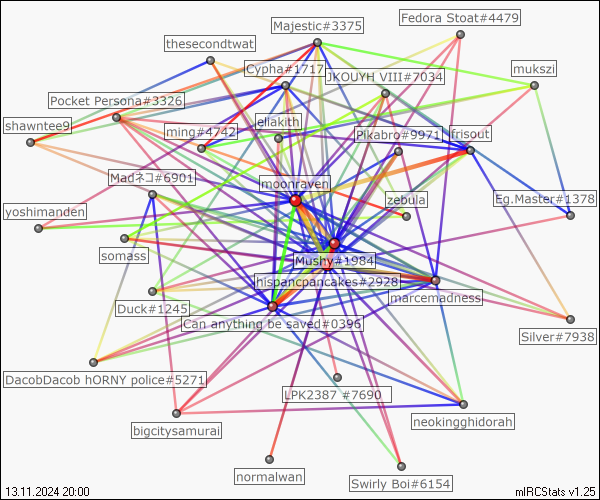 Fedora Stoat#4479
Majestic#3375
thesecondtwat
Cypha#1717
JKOUYH VIII#7034
mukszi
Pocket Persona#3326
shawntee9
ming#4742
ellakith
Pikabro#9971
frisout
Madネコ#6901
moonraven
zebula
Eg.Master#1378
yoshimanden
somass
Mushy#1984
hispancpancakes#2928
marcemadness
Duck#1245
Can anything be saved#0396
Silver#7938
DacobDacob hORNY police#5271
LPK2387 #7690
bigcitysamurai
neokingghidorah
normalwan
Swirly Boi#6154
13.11.2024 20:00
mIRCStats v1.25